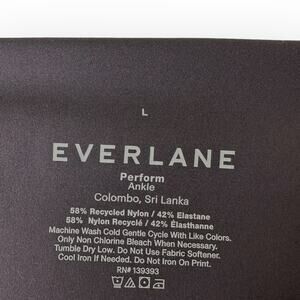 L
EVERLANE
Perform
Ankle
Colombo, Sri Lanka
58% Recycled Nylon / 42% Elastane
58% Nylon Recyclé / 42% Élasthanne
Machine Wash Cold Gentle Cycle With Like Colors.
Only Non Chlorine Bleach When Necessary.
Tumble Dry Low. Do Not Use Fabric Softener.
Cool Iron If Needed. Do Not Iron On Print.
RN# 139393